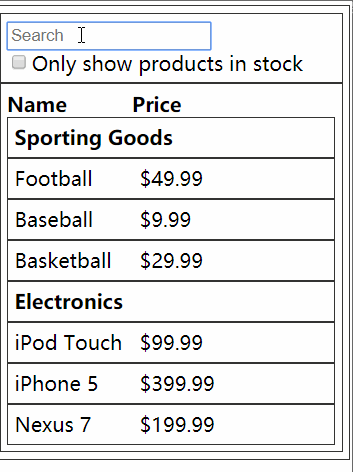 Search
Only show products in stock
Name Price
Sporting Goods
Football $49.99
Baseball $9.99
Basketball $29.99
Electronics
iPod Touch $99.99
iPhone 5 $399.99
Nexus 7 $199.99